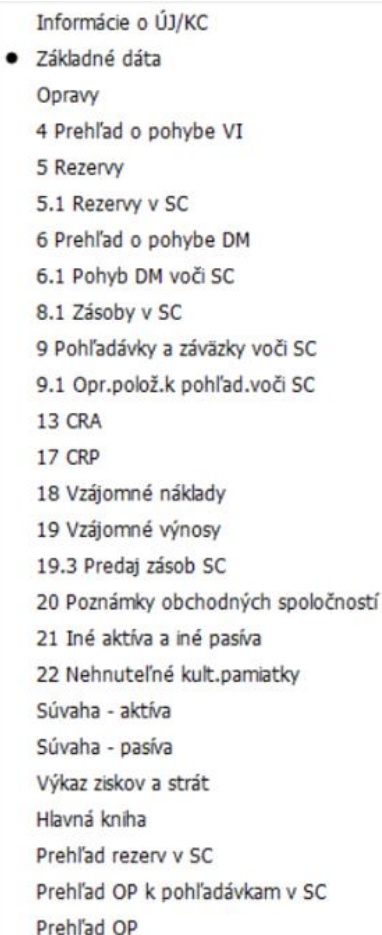 Informácie o ÚJ/KC
Základné dáta
Opravy
4 Prehľad o pohybe VI
5 Rezervy
5.1 Rezervy v SC
6 Prehľad o pohybe DM
6.1 Pohyb DM voči SC
8.1 Zásoby v SC
9 Pohľadávky a záväzky voči SC
9.1 Opr.polož.k pohľad.voči SC
13 CRA
17 CRP
18 Vzájomné náklady
19 Vzájomné výnosy
19.3 Predaj zásob SC
20 Poznámky obchodných spoločností
21 Iné aktíva a iné pasíva
22 Nehnuteľné kult.pamiatky
Súvaha - aktíva
Súvaha - pasíva
Výkaz ziskov a strát
Hlavná kniha
Prehľad rezerv v SC
Prehľad OP k pohľadávkam v SC
Prehľad OP